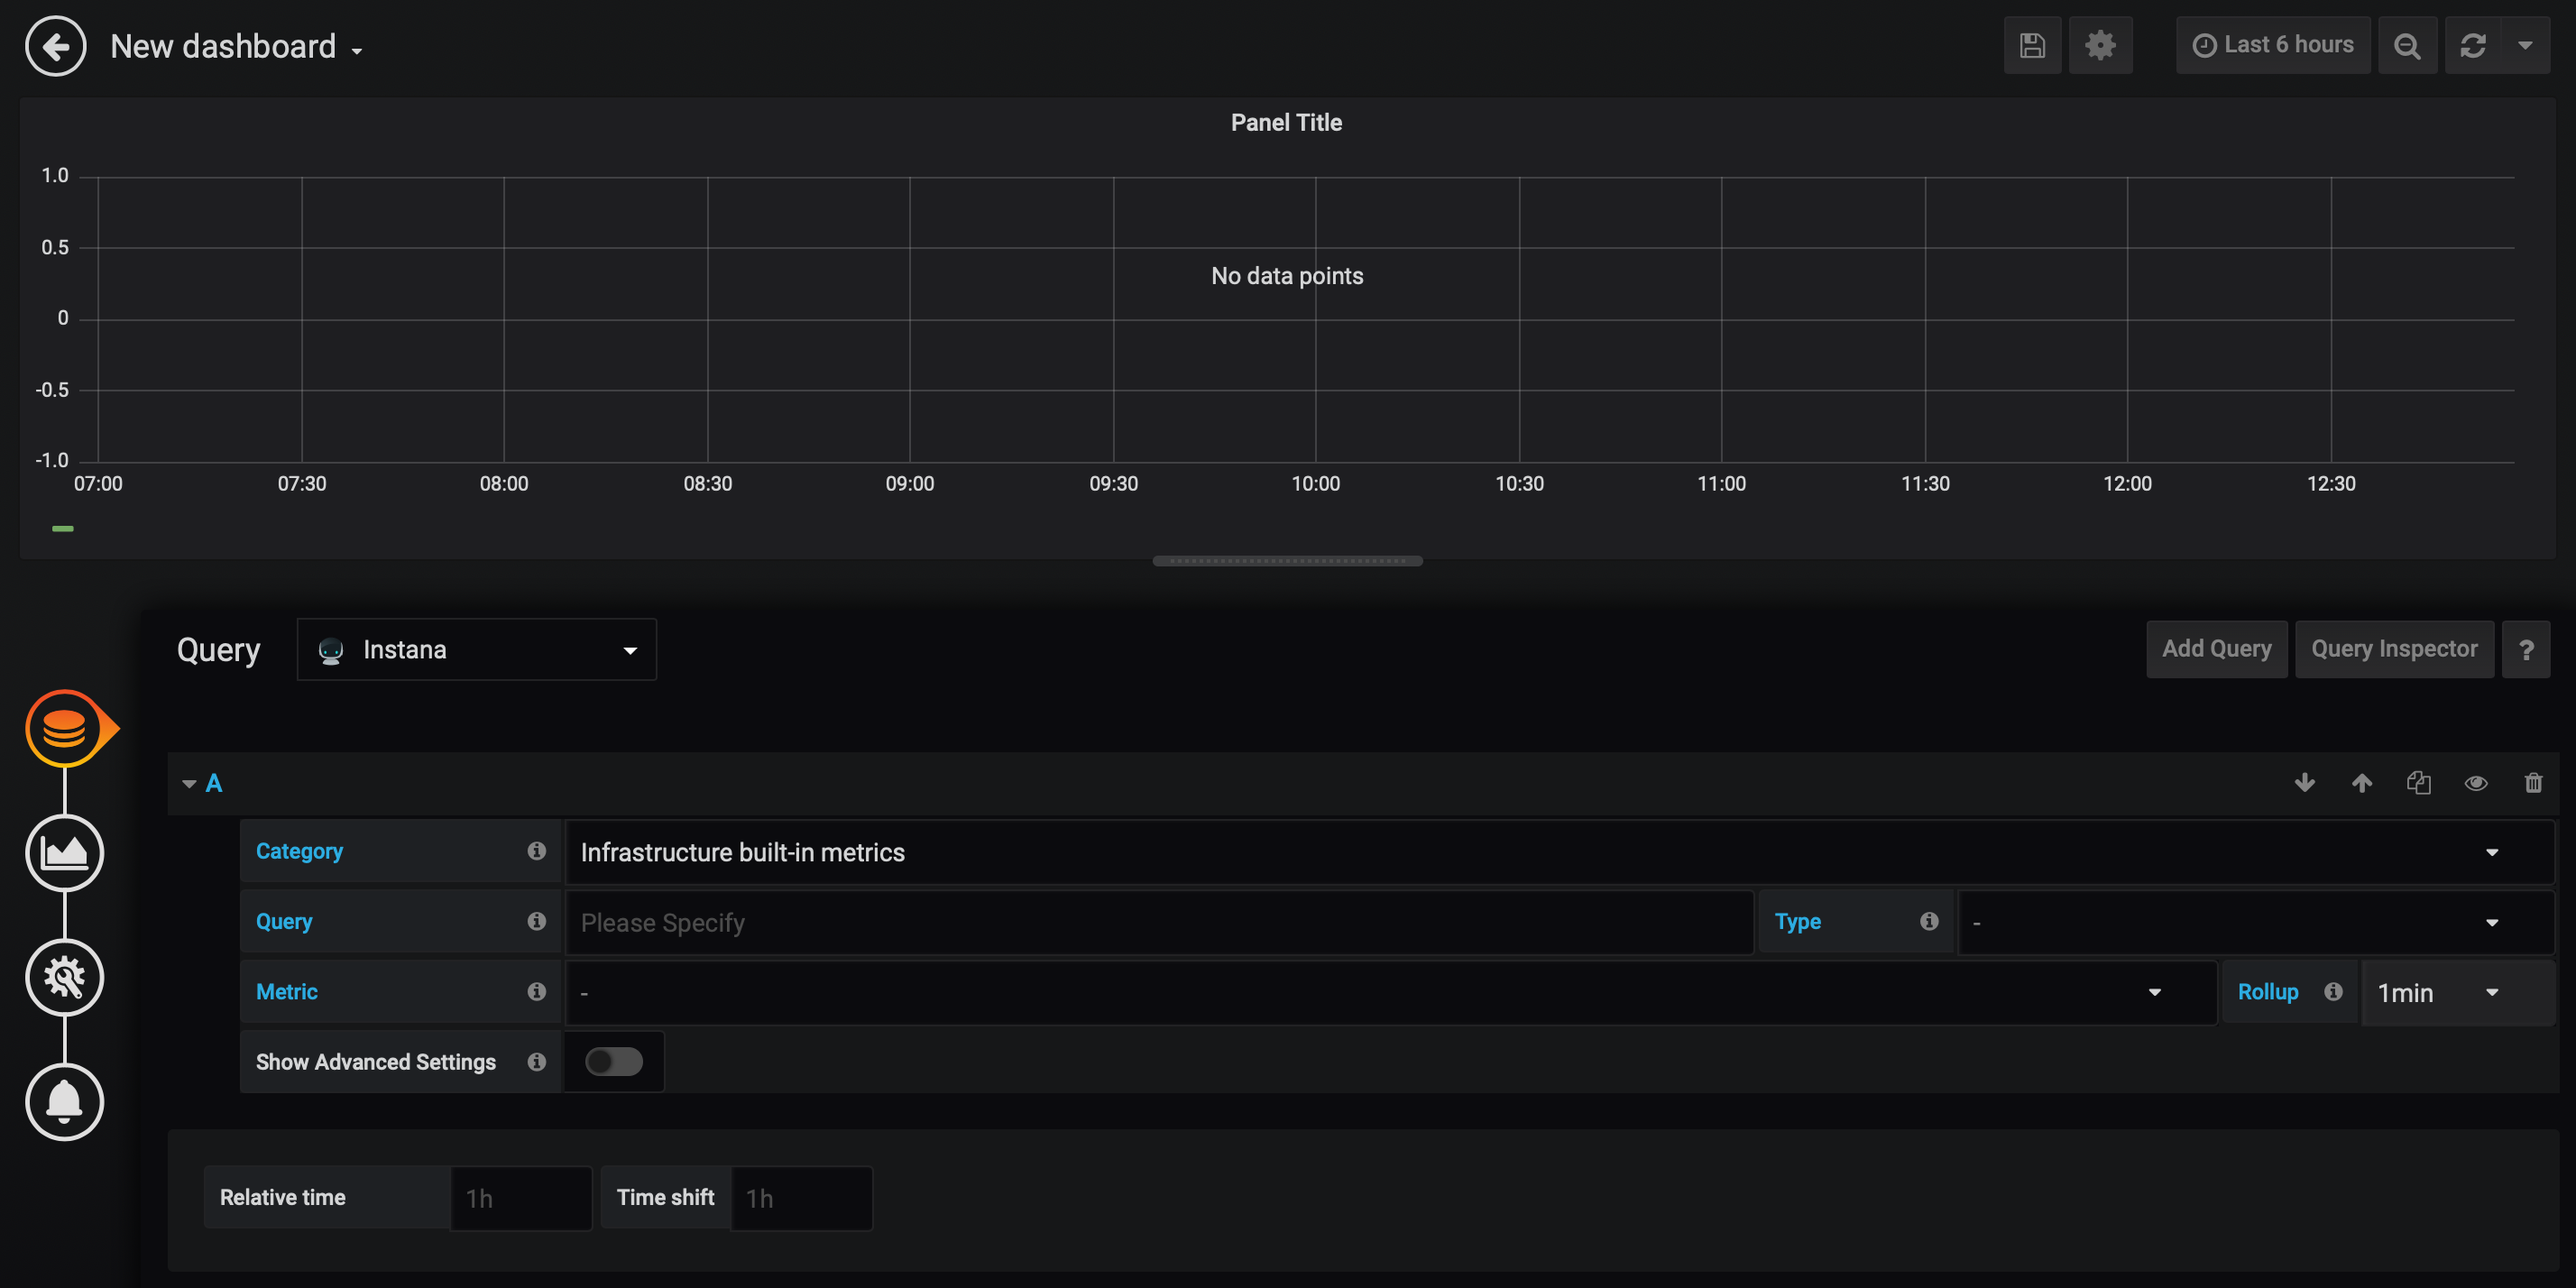 New dashboard
Last 6 hours
Panel Title
1.0
0.5
No data points
0
-0.5
-1.0
07:00 07:30 08:00 08:30 09:00 09:30 10:00 10:30 11:00 11:30 12:00 12:30
Query Instana Add Query Query Inspector ?
A
Category Infrastructure built-in metrics
Query Please Specify Type -
Metric - Rollup 1min
Show Advanced Settings
Relative time 1h Time shift 1h